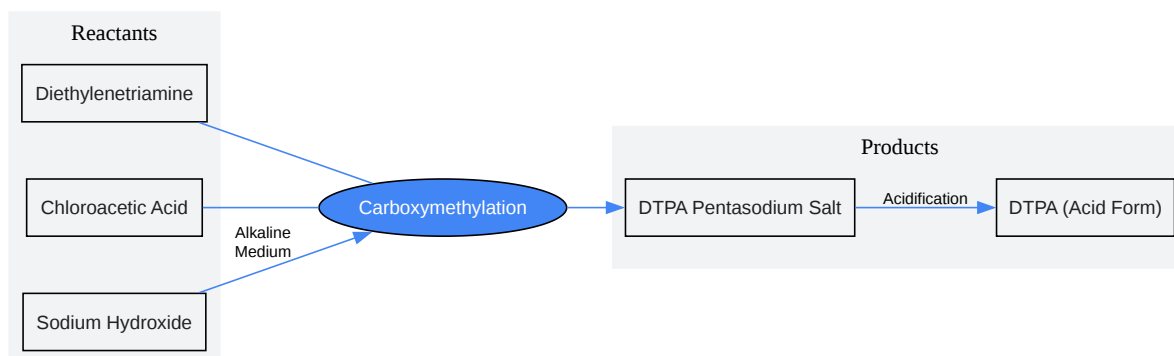 Reactants
Diethylenetriamine
Chloroacetic Acid
Sodium Hydroxide
Alkaline
Medium
Carboxymethylation
Products
DTPA Pentasodium Salt
Acidification
DTPA (Acid Form)